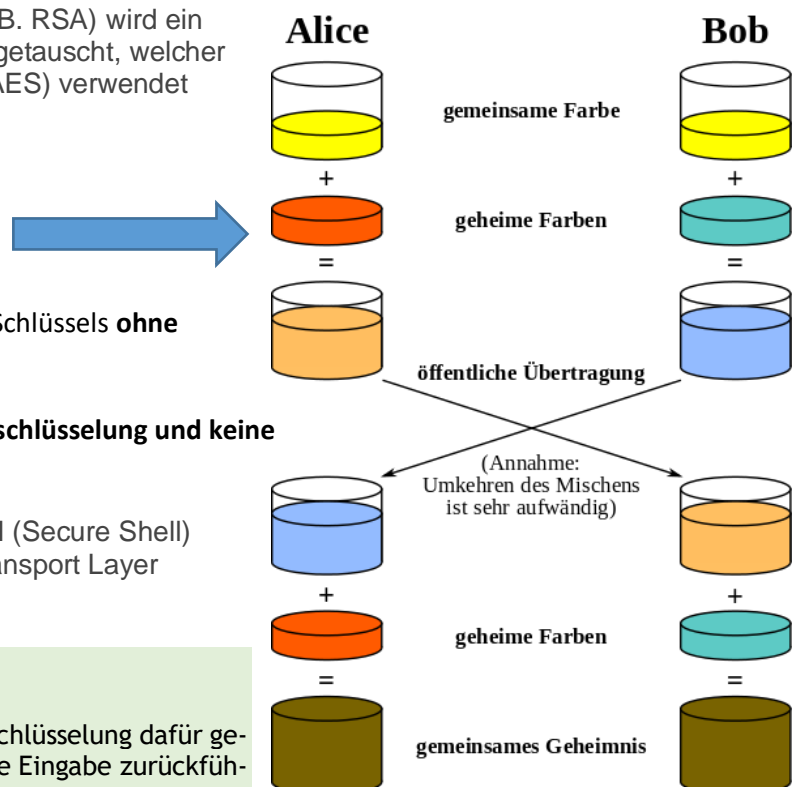 B. RSA) wird ein
getauscht, welcher
AES) verwendet
Schlüssels ohne
schlüsselung und keine
(Secure Shell)
ansport Layer
chlüsselung dafür ge-
e Eingabe zurückfüh-
Alice
Bob
gemeinsame Farbe
+
+
geheime Farben
=
=
öffentliche Übertragung
(Annahme:
Umkehren des Mischens
ist sehr aufwändig)
+
+
geheime Farben
=
=
gemeinsames Geheimnis